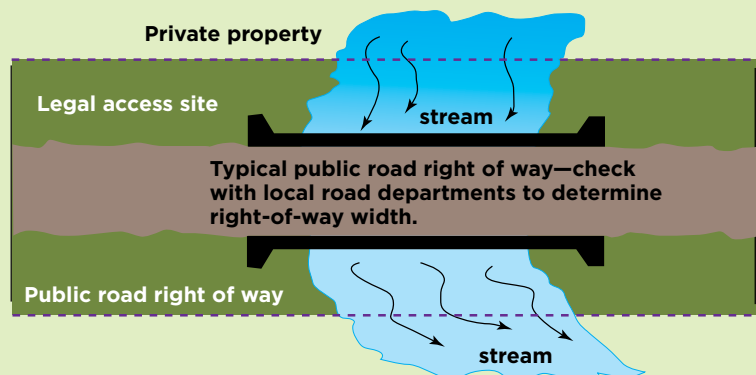 Private property
Legal access site
stream
Typical public road right of way—check
with local road departments to determine
right-of-way width.
Public road right of way
stream